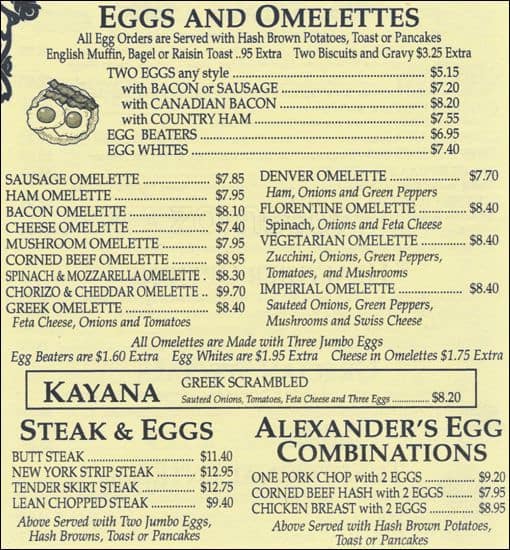 EGGS AND OMELETTES
All Egg Orders are Served with Hash Brown Potatoes, Toast or Pancakes
English Muffin, Bagel or Raisin Toast ..95 Extra   Two Biscuits and Gravy $3.25 Extra
TWO EGGS any style ........ $5.15
with BACON or SAUSAGE ........ $7.20
with CANADIAN BACON ........ $8.20
with COUNTRY HAM ........ $7.55
EGG BEATERS ........ $6.95
EGG WHITES ........ $7.40
SAUSAGE OMELETTE ........ $7.85
HAM OMELETTE ........ $7.95
BACON OMELETTE ........ $8.10
CHEESE OMELETTE ........ $7.40
MUSHROOM OMELETTE ........ $7.95
CORNED BEEF OMELETTE ........ $8.95
SPINACH & MOZZARELLA OMELETTE . $8.30
CHORIZO & CHEDDAR OMELETTE .. $9.70
GREEK OMELETTE ........ $8.40
Feta Cheese, Onions and Tomatoes
DENVER OMELETTE ........ $7.70
Ham, Onions and Green Peppers
FLORENTINE OMELETTE ........ $8.40
Spinach, Onions and Feta Cheese
VEGETARIAN OMELETTE ........ $8.40
Zucchini, Onions, Green Peppers,
Tomatoes, and Mushrooms
IMPERIAL OMELETTE ........ $8.40
Sauteed Onions, Green Peppers,
Mushrooms and Swiss Cheese
All Omelettes are Made with Three Jumbo Eggs
Egg Beaters are $1.60 Extra   Egg Whites are $1.95 Extra   Cheese in Omelettes $1.75 Extra
KAYANA
GREEK SCRAMBLED
Sauteed Onions, Tomatoes, Feta Cheese and Three Eggs ........ $8.20
STEAK & EGGS
BUTT STEAK ........ $11.40
NEW YORK STRIP STEAK ........ $12.95
TENDER SKIRT STEAK ........ $12.75
LEAN CHOPPED STEAK ........ $9.40
Above Served with Two Jumbo Eggs,
Hash Browns, Toast or Pancakes
ALEXANDER'S EGG
COMBINATIONS
ONE PORK CHOP with 2 EGGS ........ $9.20
CORNED BEEF HASH with 2 EGGS ........ $7.95
CHICKEN BREAST with 2 EGGS ........ $8.95
Above Served with Hash Brown Potatoes,
Toast or Pancakes